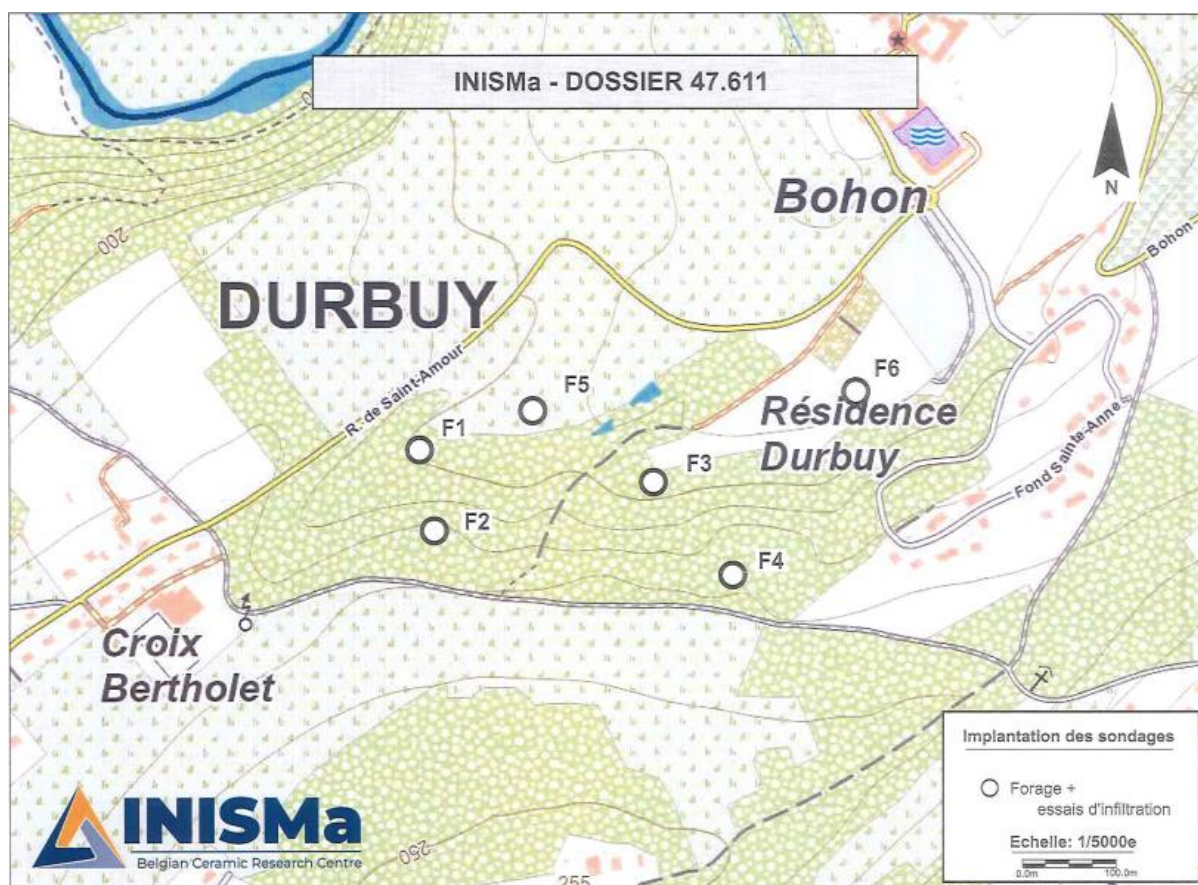 INISMa - DOSSIER 47.611
N
Bohon
Bohon
200
DURBUY
R. de Saint-Amour
F5
F6
F1
Résidence
Durbuy
F3
Fond Sainte-Anne
F2
F4
Croix
Bertholet
Implantation des sondages
Forage +
essais d'infiltration
Echelle: 1/5000e
0.0m 100.0m
INISMa
Belgian Ceramic Research Centre
250
255